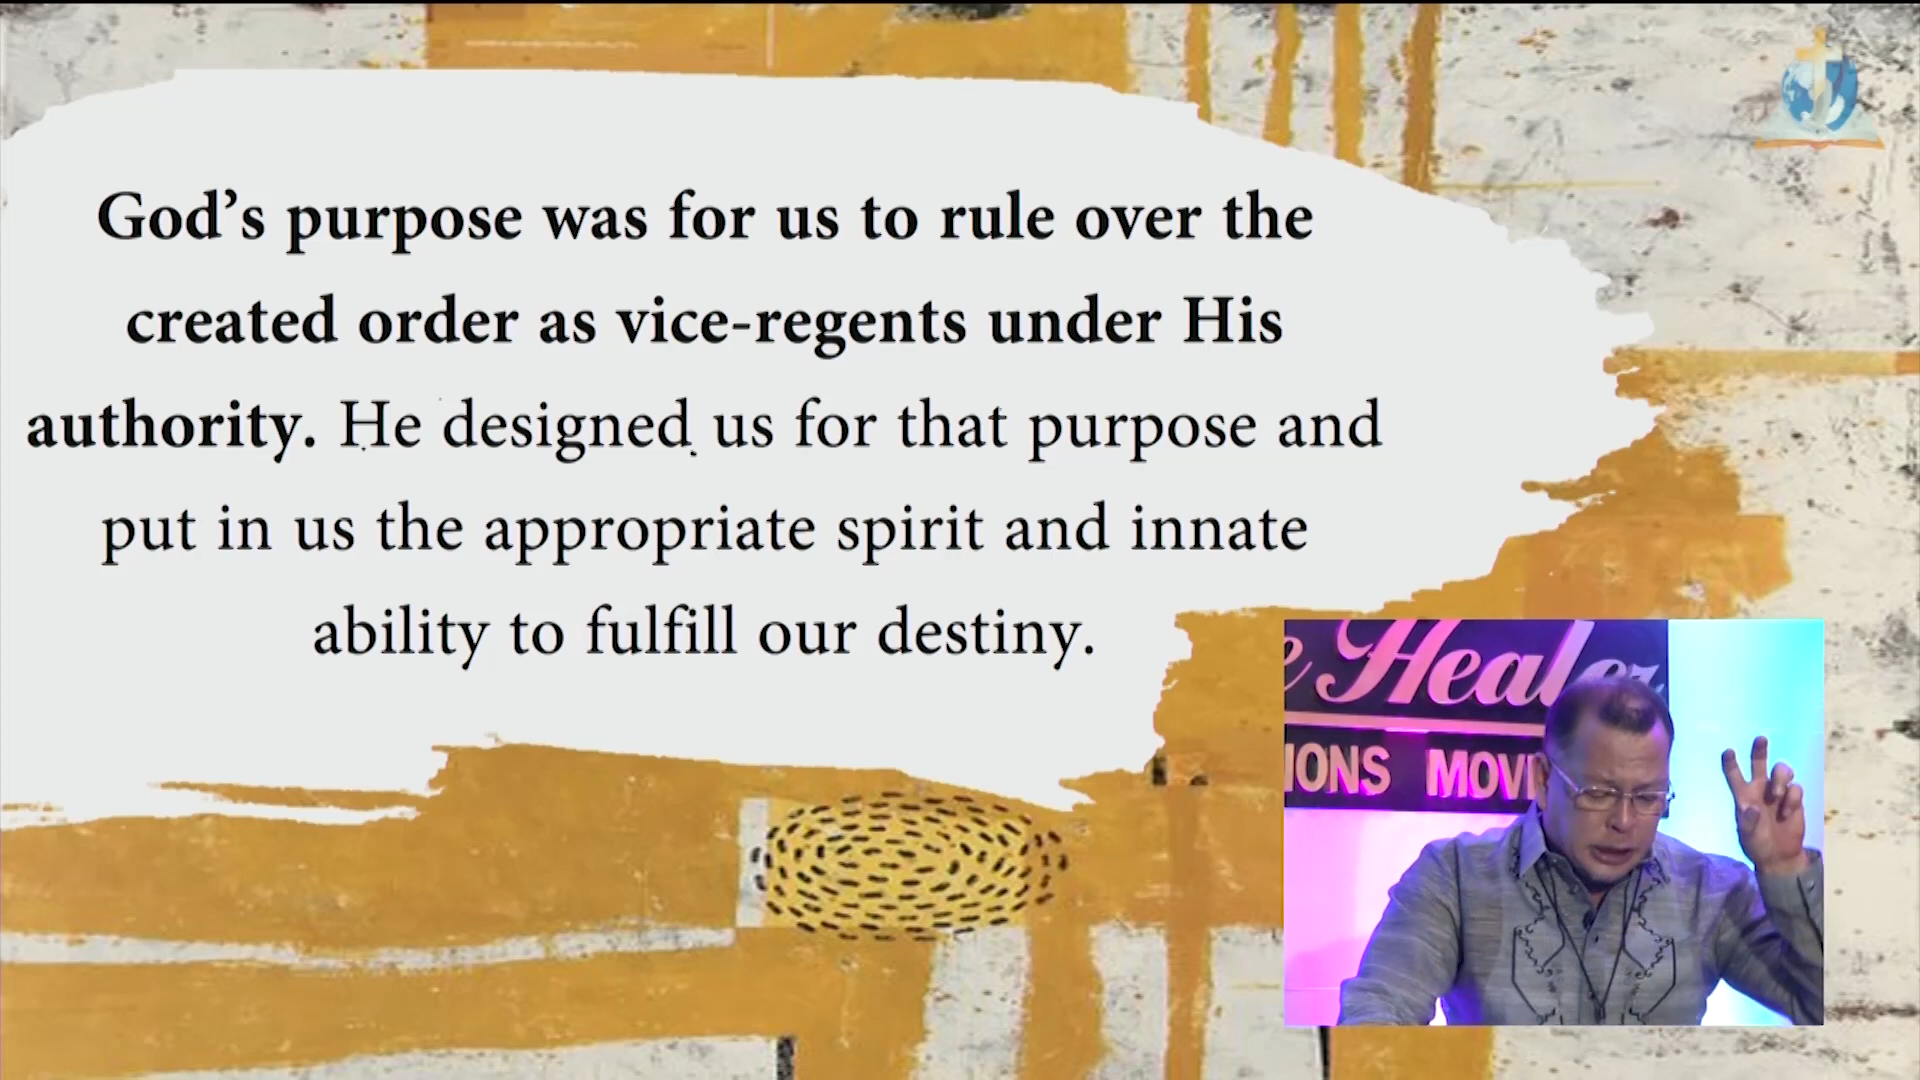 God’s purpose was for us to rule over the
created order as vice-regents under His
authority. He designed us for that purpose and
put in us the appropriate spirit and innate
ability to fulfill our destiny.
e Healer
IONS MOV